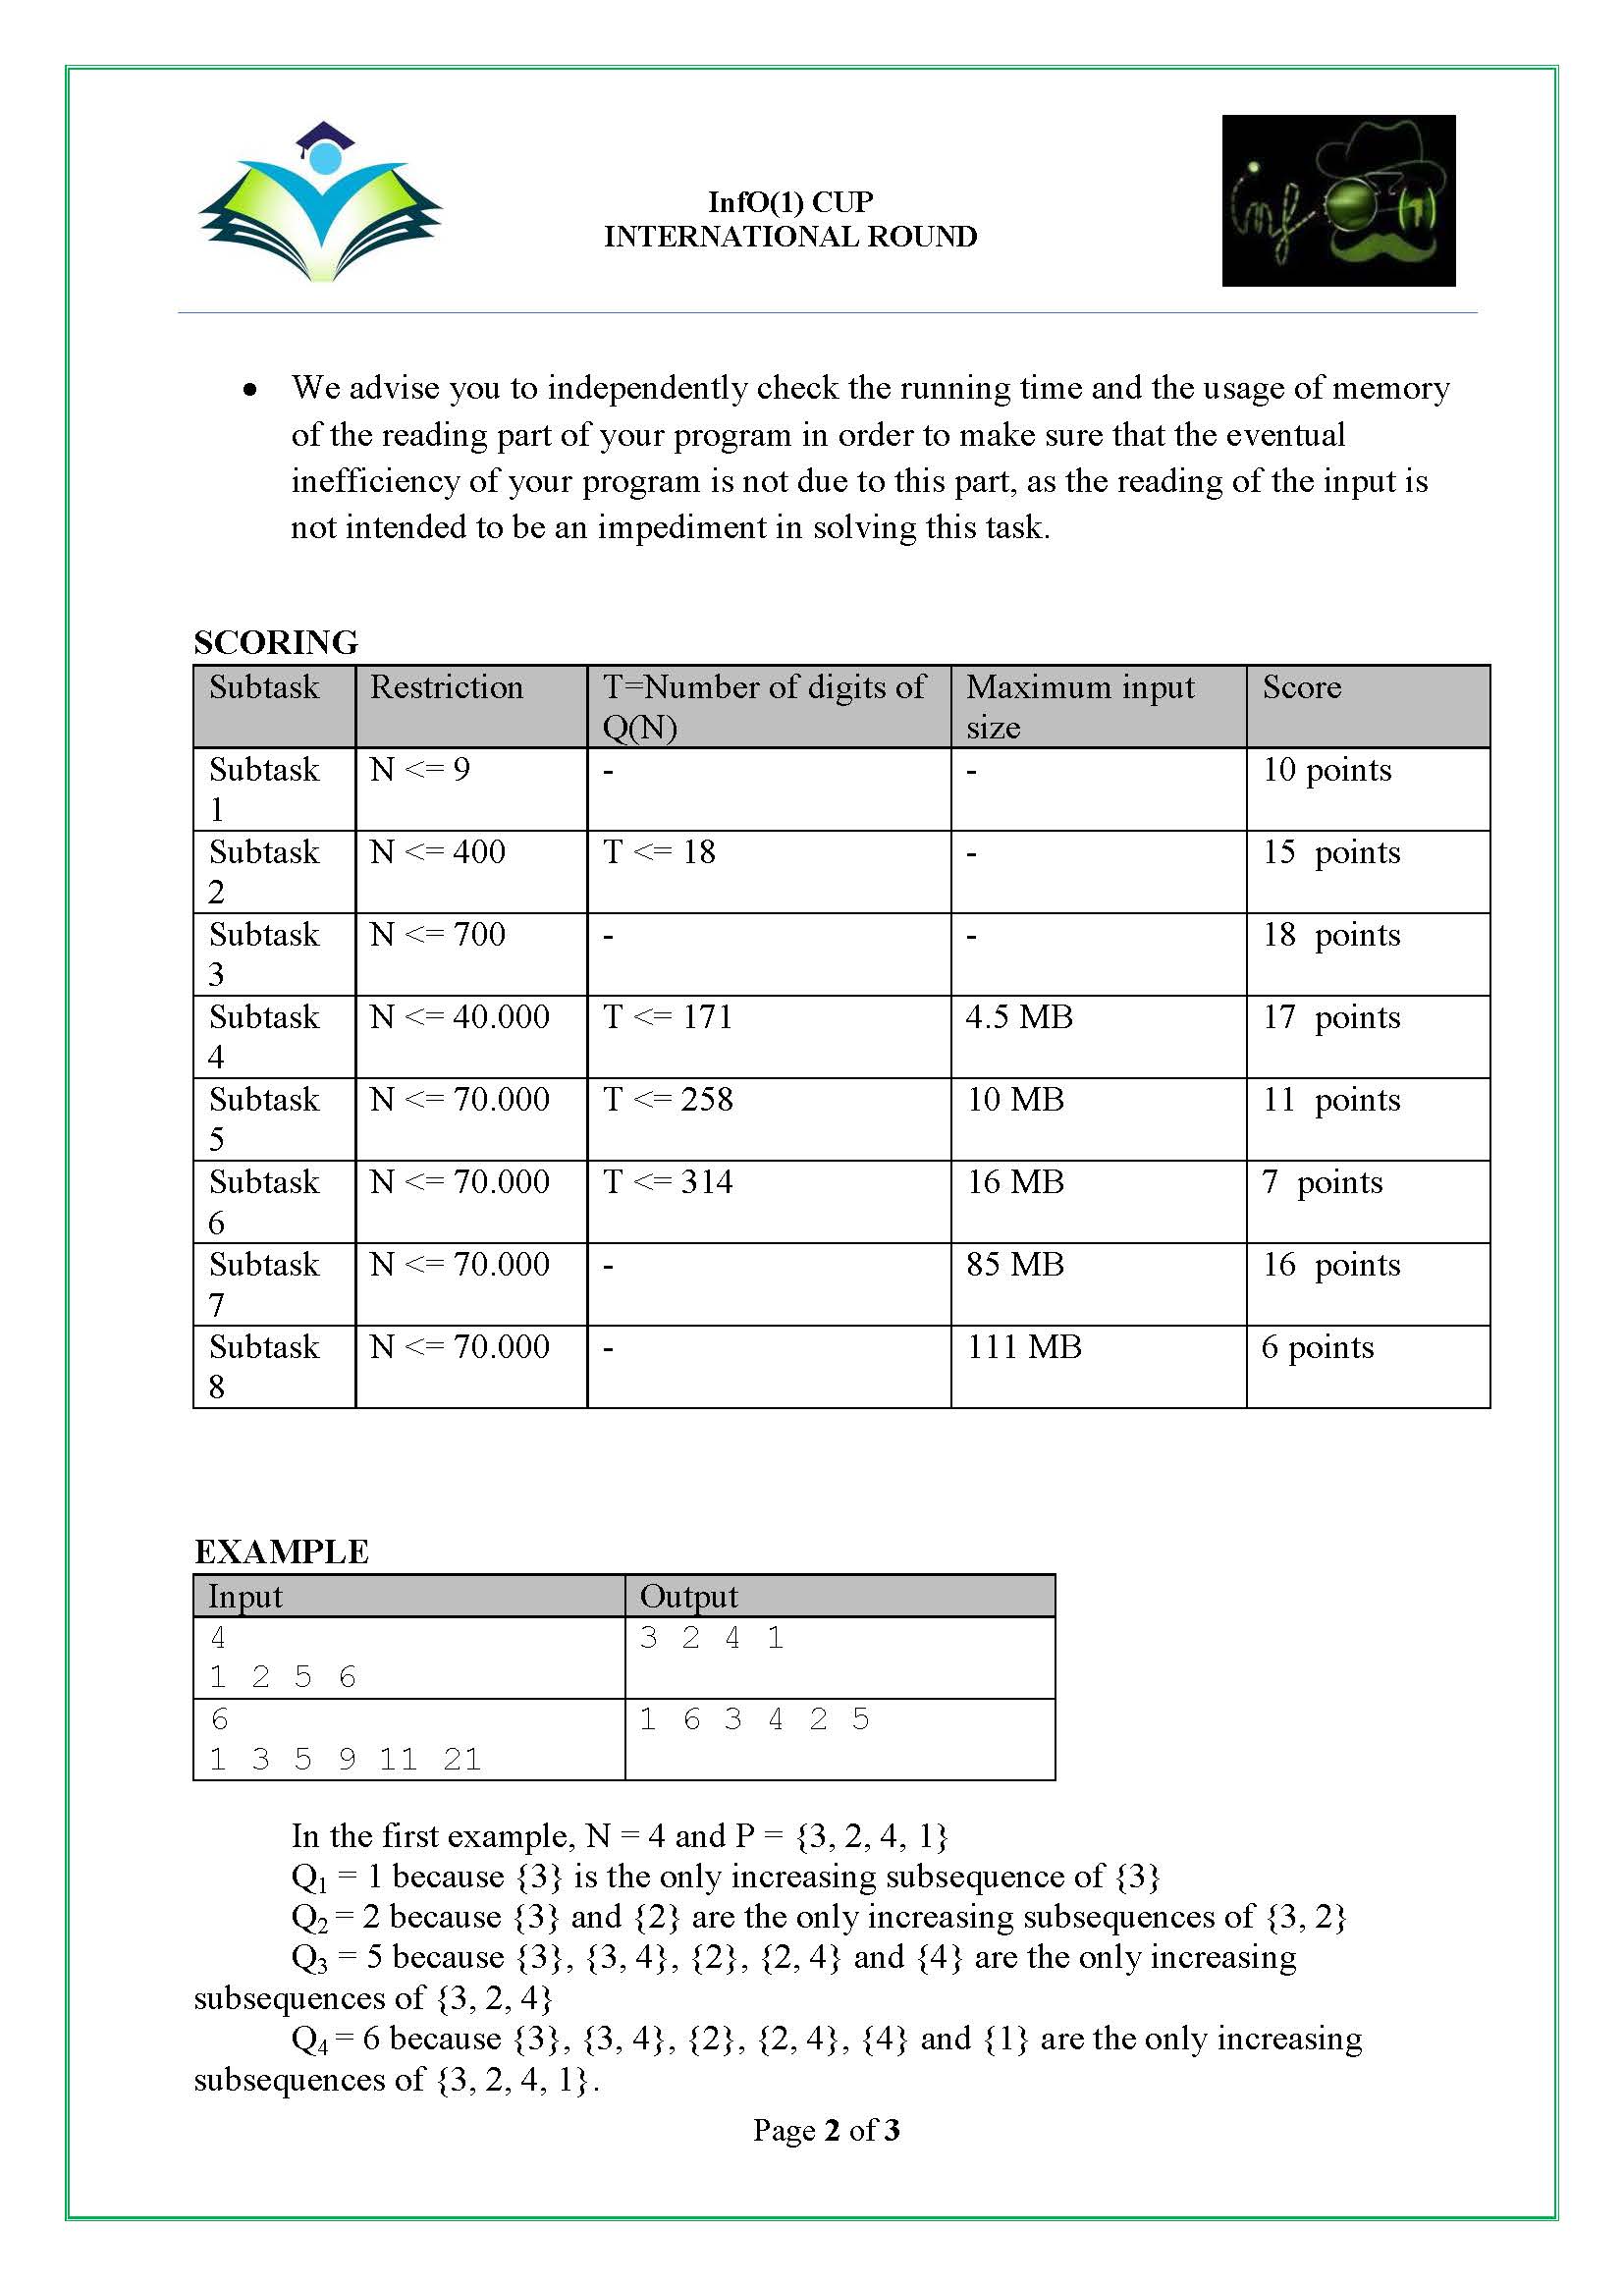 InfO(1) CUP
INTERNATIONAL ROUND
inf 1
• We advise you to independently check the running time and the usage of memory
of the reading part of your program in order to make sure that the eventual
inefficiency of your program is not due to this part, as the reading of the input is
not intended to be an impediment in solving this task.
SCORING
Subtask Restriction T=Number of digits of Q(N) Maximum input size Score
Subtask 1 N <= 9 - - 10 points
Subtask 2 N <= 400 T <= 18 - 15 points
Subtask 3 N <= 700 - - 18 points
Subtask 4 N <= 40.000 T <= 171 4.5 MB 17 points
Subtask 5 N <= 70.000 T <= 258 10 MB 11 points
Subtask 6 N <= 70.000 T <= 314 16 MB 7 points
Subtask 7 N <= 70.000 - 85 MB 16 points
Subtask 8 N <= 70.000 - 111 MB 6 points
EXAMPLE
Input Output
4 3 2 4 1
1 2 5 6
6 1 6 3 4 2 5
1 3 5 9 11 21
In the first example, N = 4 and P = {3, 2, 4, 1}
Q1 = 1 because {3} is the only increasing subsequence of {3}
Q2 = 2 because {3} and {2} are the only increasing subsequences of {3, 2}
Q3 = 5 because {3}, {3, 4}, {2}, {2, 4} and {4} are the only increasing
subsequences of {3, 2, 4}
Q4 = 6 because {3}, {3, 4}, {2}, {2, 4}, {4} and {1} are the only increasing
subsequences of {3, 2, 4, 1}.
Page 2 of 3